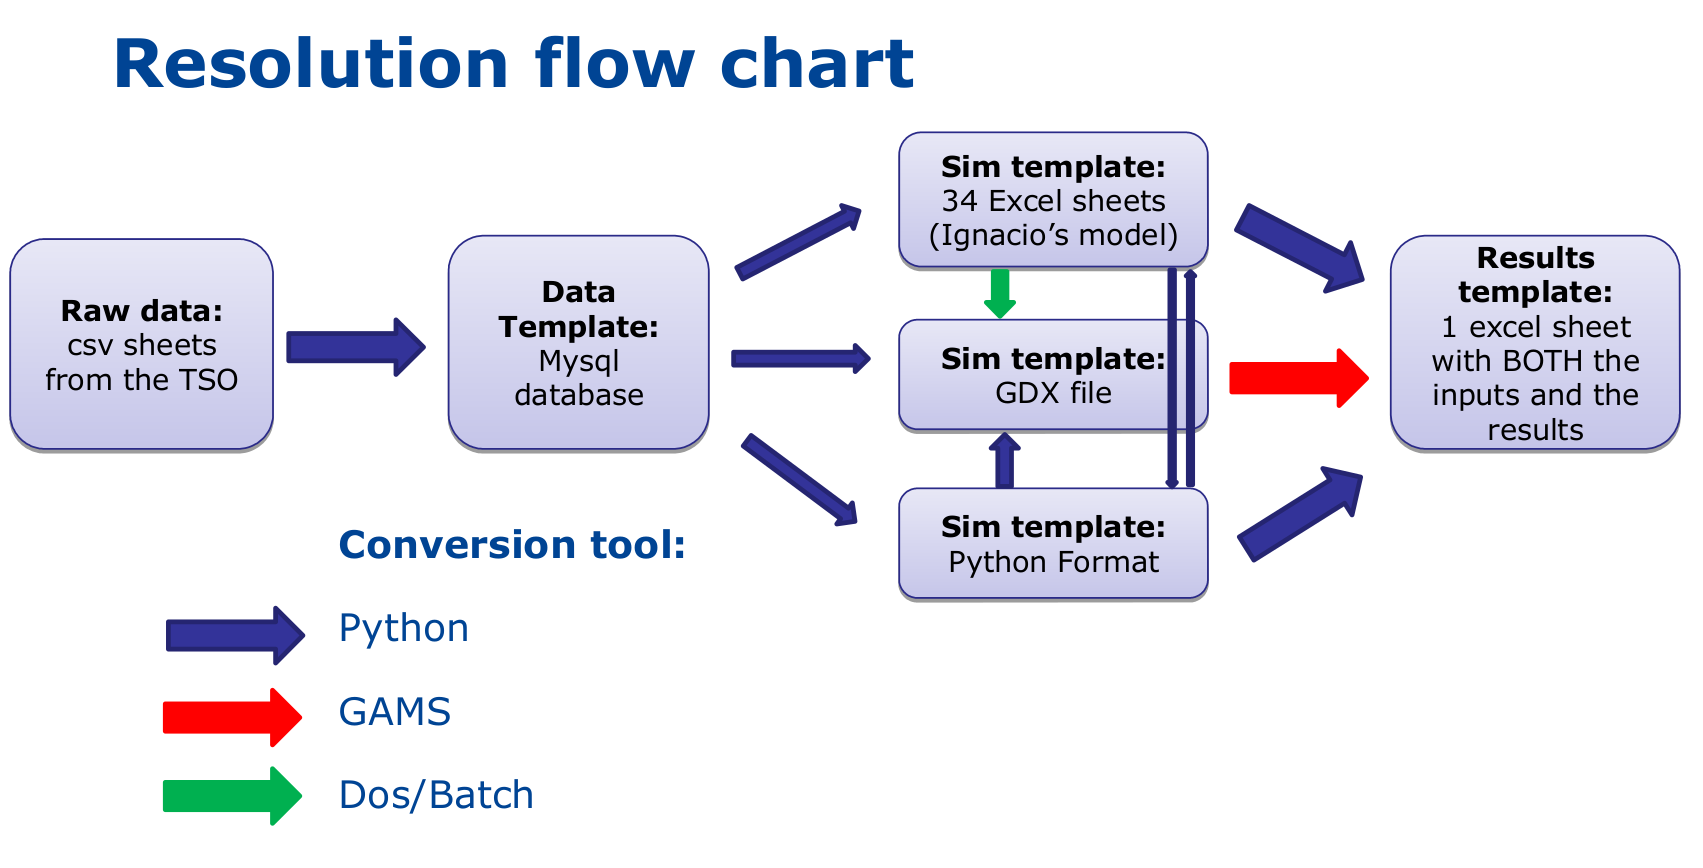 Resolution flow chart
Raw data:
csv sheets
from the TSO
Data
Template:
Mysql
database
Sim template:
34 Excel sheets
(Ignacio’s model)
Sim template:
GDX file
Sim template:
Python Format
Results
template:
1 excel sheet
with BOTH the
inputs and the
results
Conversion tool:
Python
GAMS
Dos/Batch